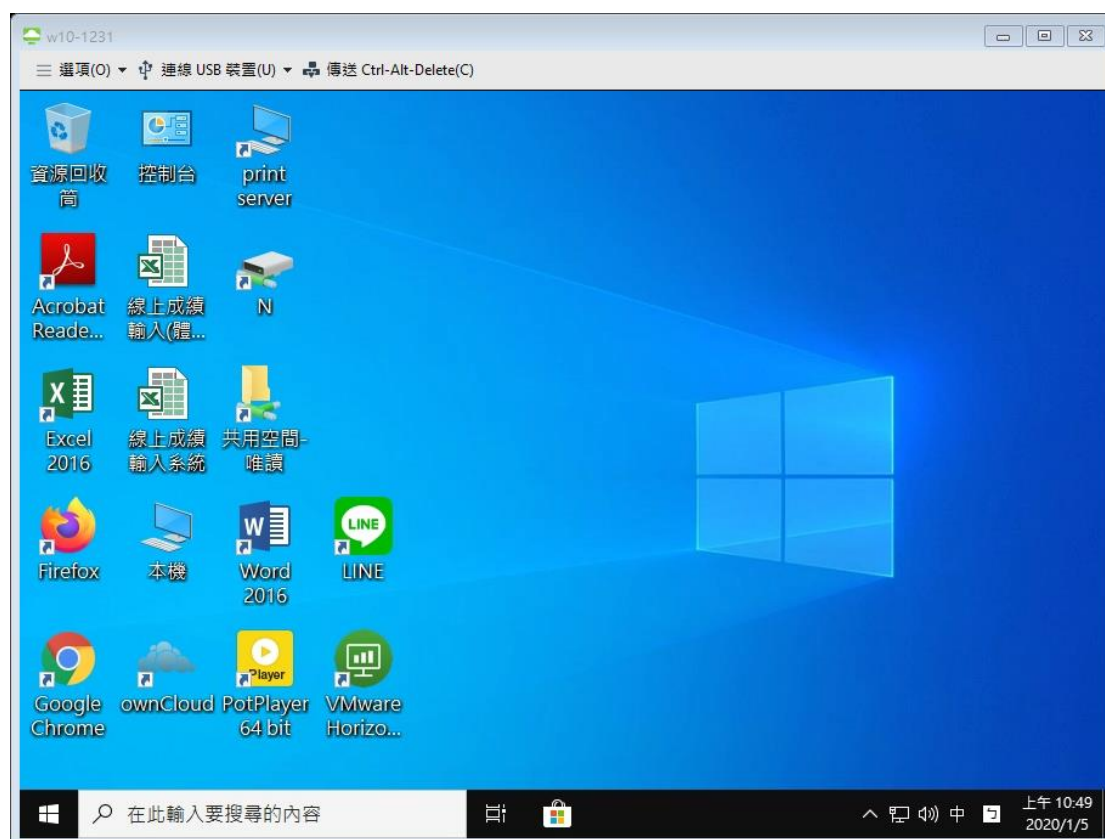 w10-1231
選項(O) 連線 USB 裝置(U) 傳送 Ctrl-Alt-Delete(C)
資源回收
筒
控制台
print
server
Acrobat
Reade...
線上成績
輸入(體...
N
Excel
2016
線上成績
輸入系統
共用空間-
唯讀
Firefox
本機
Word
2016
LINE
LINE
Google
Chrome
ownCloud
Player
PotPlayer
64 bit
VMware
Horizo...
在此輸入要搜尋的內容
中
上午 10:49
2020/1/5